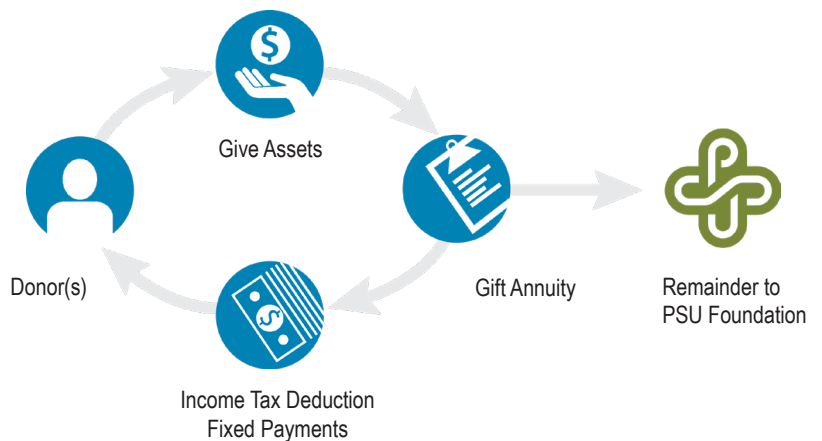 $
Give Assets
Donor(s)
Gift Annuity
Remainder to
PSU Foundation
$
Income Tax Deduction
Fixed Payments